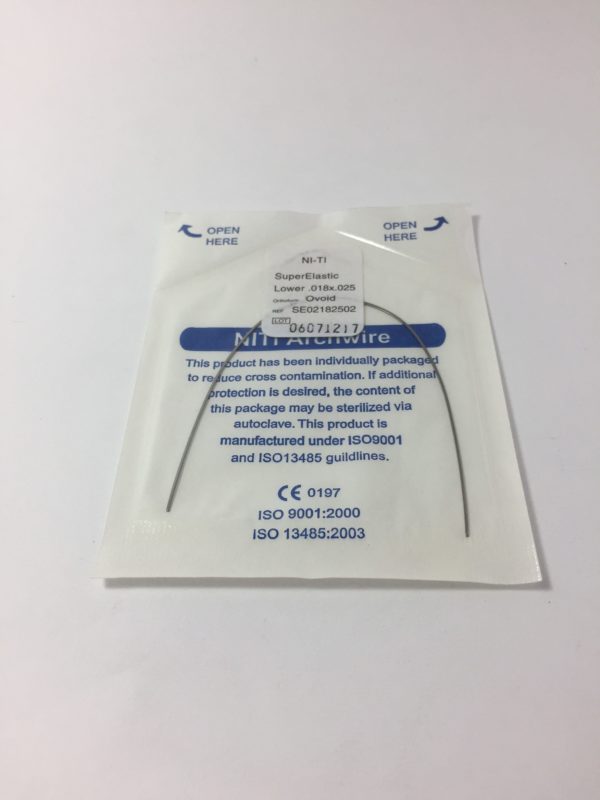 OPEN
HERE
OPEN
HERE
NI-TI
SuperElastic
Lower .018x.025
Orthoform Ovoid
REF SE02182502
LOT 06071217
NITI Archwire
This product has been individually packaged
to reduce cross contamination. If additional
protection is desired, the content of
this package may be sterilized via
autoclave. This product is
manufactured under ISO9001
and ISO13485 guildlines.
CE 0197
ISO 9001:2000
ISO 13485:2003